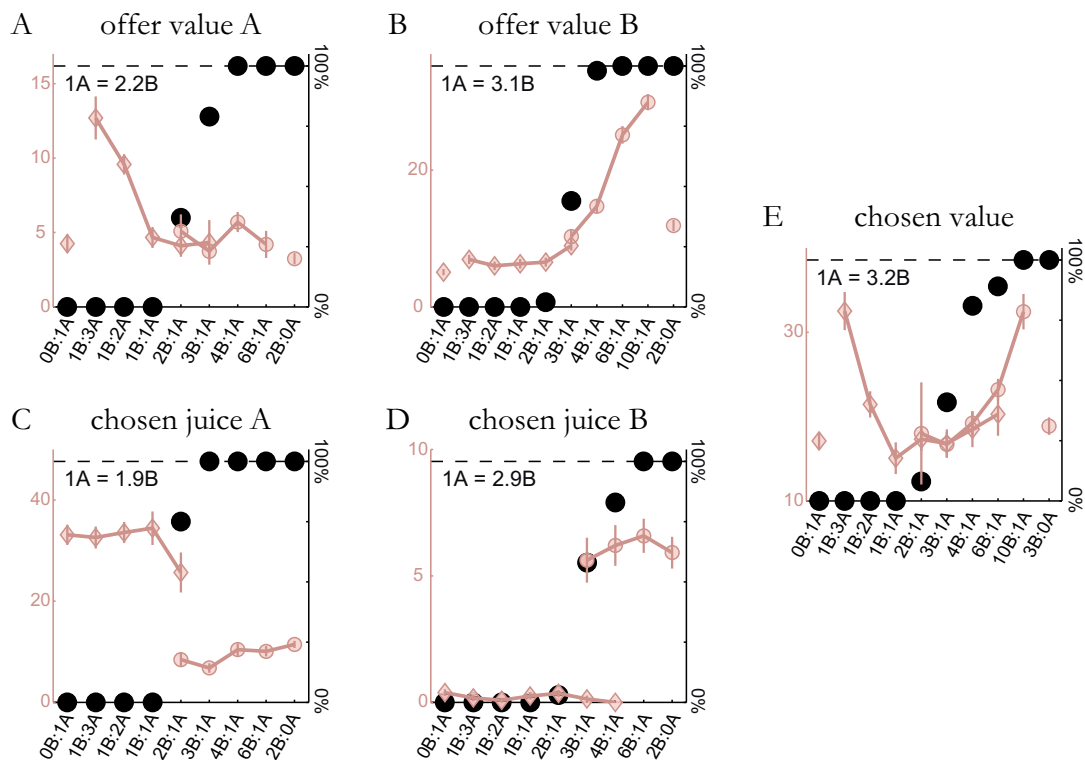 A offer value A
15
10
5
0
1A = 2.2B
100%
0%
0B:1A
1B:3A
1B:2A
1B:1A
2B:1A
3B:1A
4B:1A
6B:1A
2B:0A
B offer value B
20
0
1A = 3.1B
100%
0%
0B:1A
1B:3A
1B:2A
1B:1A
2B:1A
3B:1A
4B:1A
6B:1A
10B:1A
2B:0A
C chosen juice A
40
20
0
1A = 1.9B
100%
0%
0B:1A
1B:3A
1B:2A
1B:1A
2B:1A
3B:1A
4B:1A
6B:1A
2B:0A
D chosen juice B
10
5
0
1A = 2.9B
100%
0%
0B:1A
1B:3A
1B:2A
1B:1A
2B:1A
3B:1A
4B:1A
6B:1A
2B:0A
E chosen value
30
10
1A = 3.2B
100%
0%
0B:1A
1B:3A
1B:2A
1B:1A
2B:1A
3B:1A
4B:1A
6B:1A
10B:1A
3B:0A